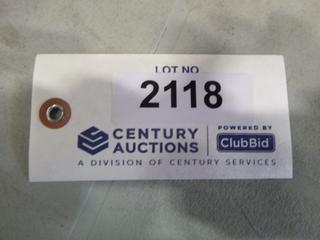 LOT NO.
2118
CENTURY
AUCTIONS
POWERED BY
ClubBid
A DIVISION OF CENTURY SERVICES